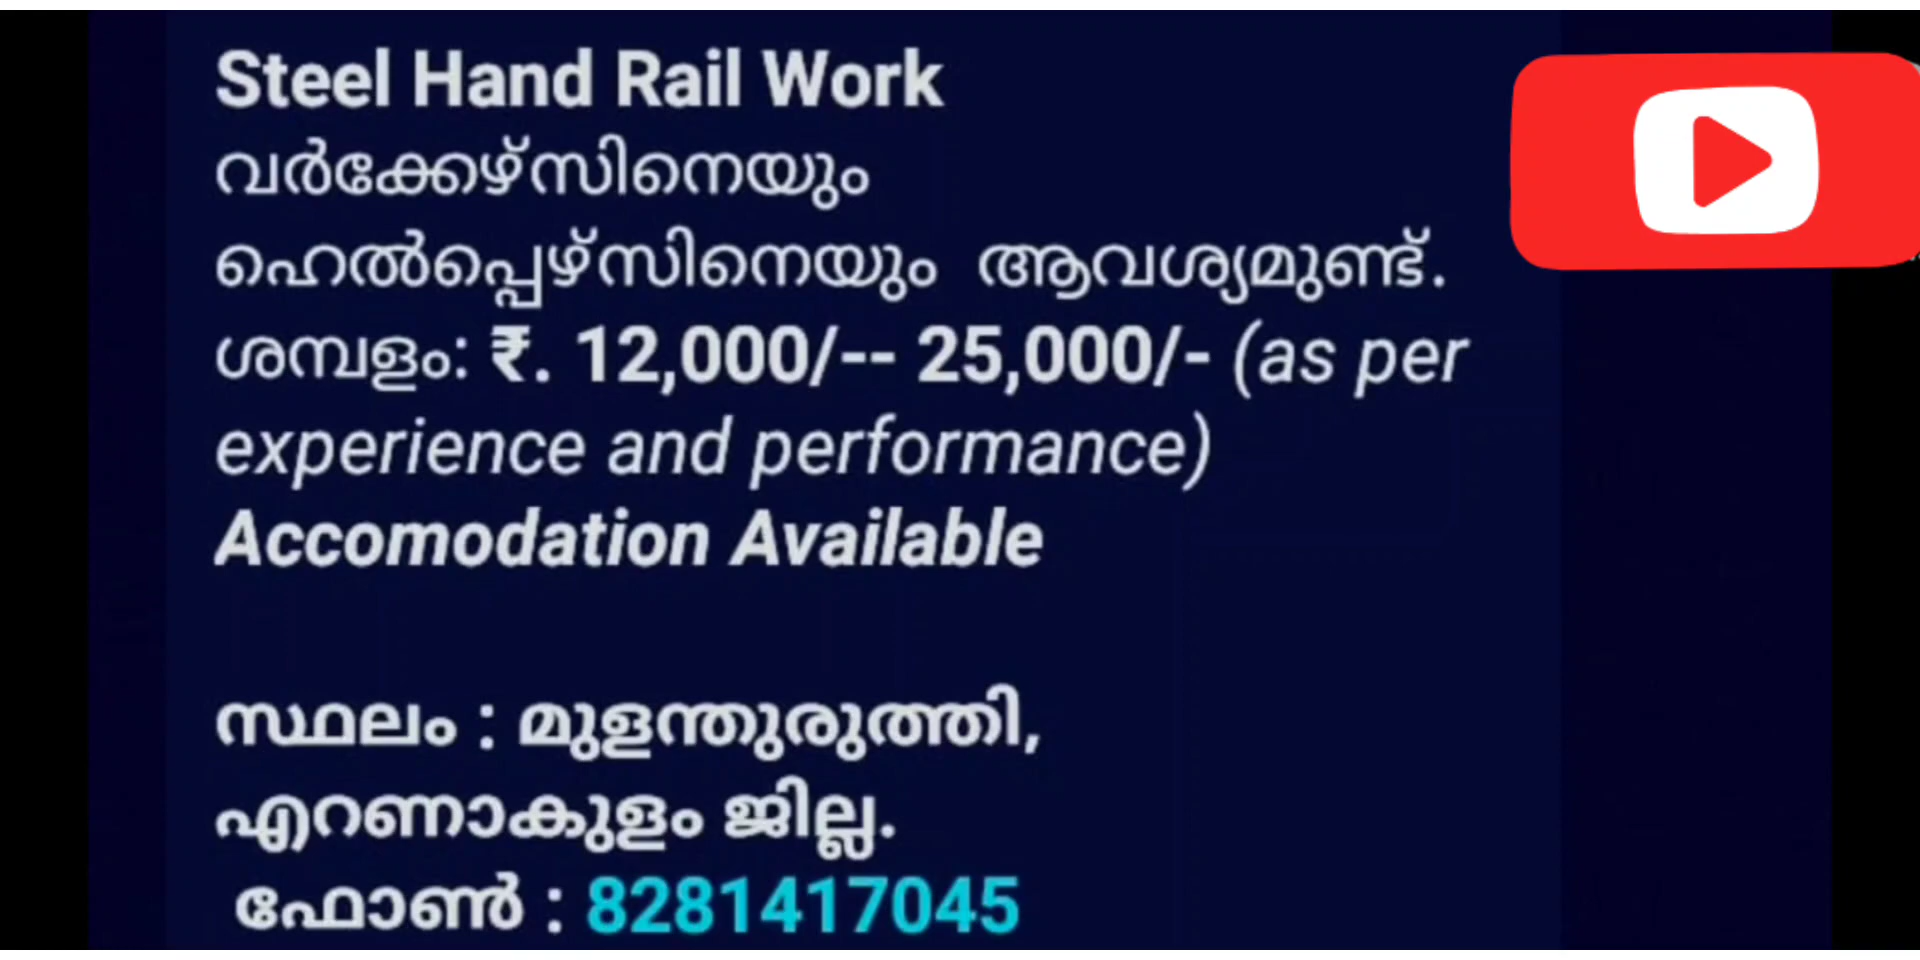 Steel Hand Rail Work
വർക്കേഴ്സിനെയും
ഹെൽപ്പെഴ്സിനെയും ആവശ്യമുണ്ട്.
ശമ്പളം: ₹. 12,000/-- 25,000/- (as per
experience and performance)
Accomodation Available
സ്ഥലം : മുളന്തുരുത്തി,
എറണാകുളം ജില്ല.
ഫോൺ : 8281417045